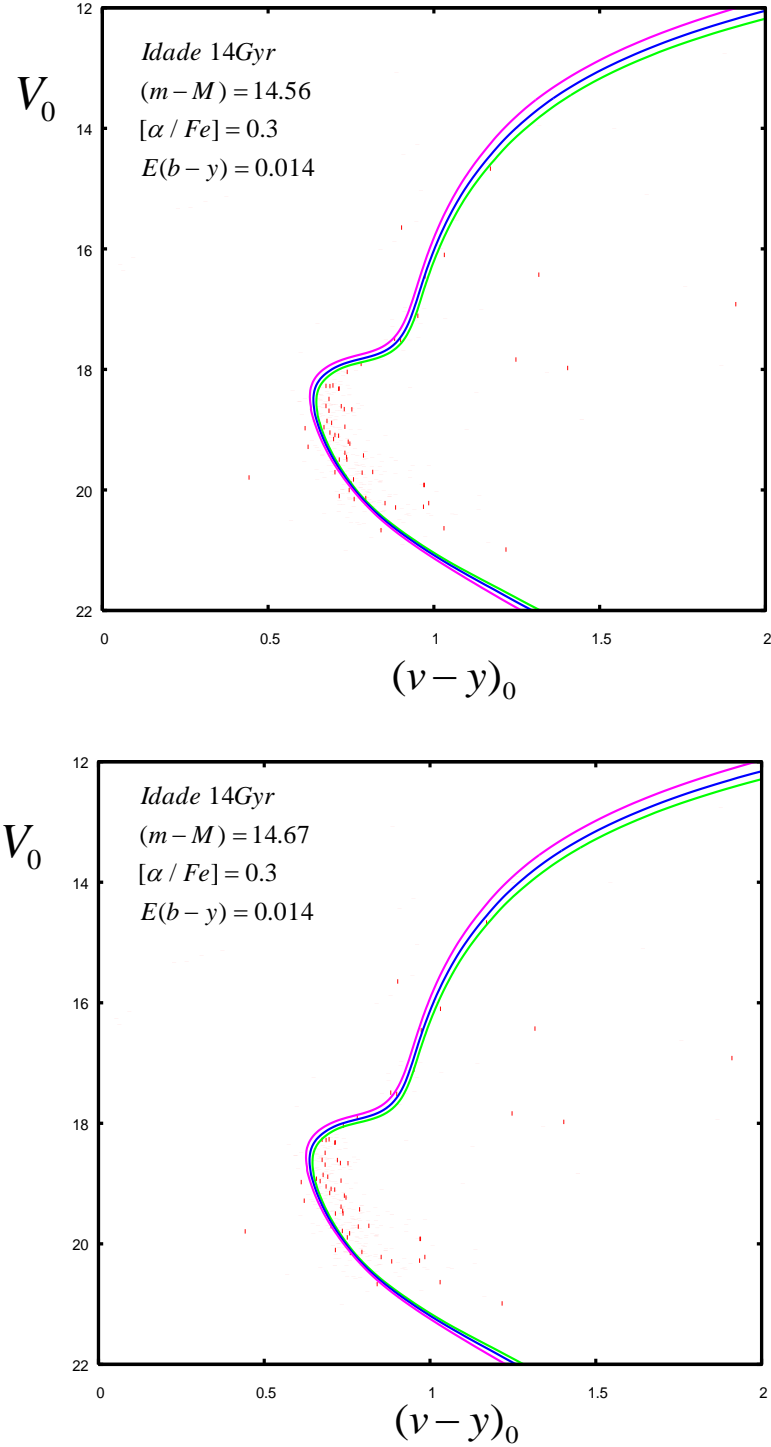 12
Idade 14Gyr
V₀
(m − M) = 14.56
14
[α / Fe] = 0.3
E(b − y) = 0.014
16
18
20
22
0 0.5 1 1.5 2
(v − y)₀
12
Idade 14Gyr
V₀
(m − M) = 14.67
14
[α / Fe] = 0.3
E(b − y) = 0.014
16
18
20
22
0 0.5 1 1.5 2
(v − y)₀